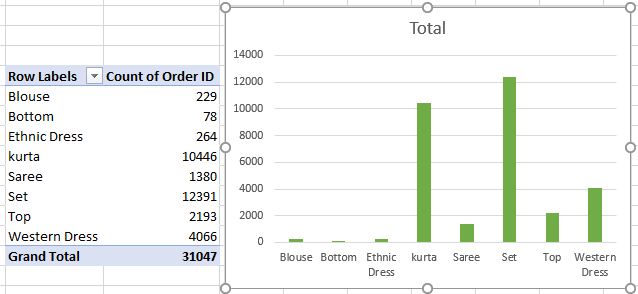 Row Labels Count of Order ID
Blouse 229
Bottom 78
Ethnic Dress 264
kurta 10446
Saree 1380
Set 12391
Top 2193
Western Dress 4066
Grand Total 31047
Total
14000
12000
10000
8000
6000
4000
2000
0
Blouse Bottom Ethnic kurta Saree Set Top Western
Dress Dress